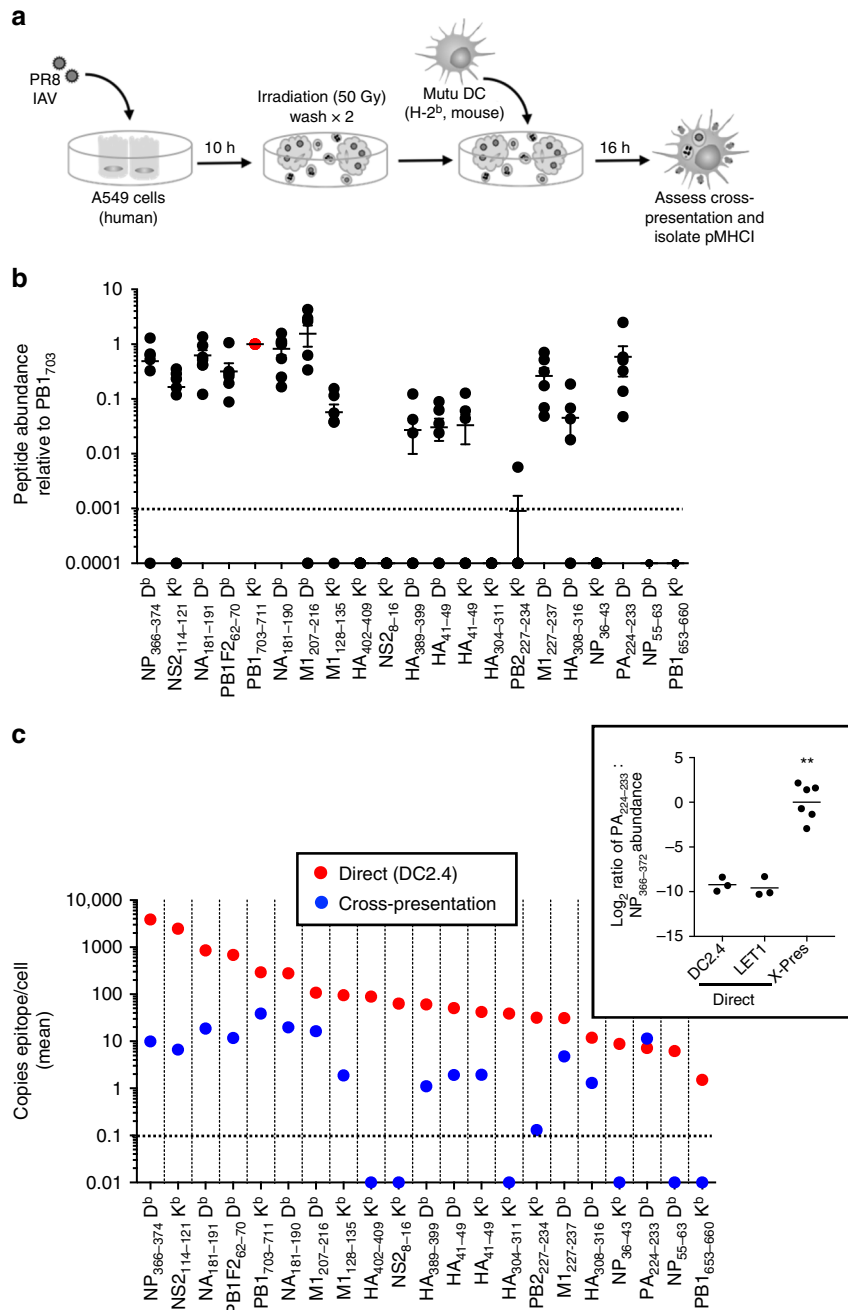 a
PR8
IAV
A549 cells
(human)
10 h
Irradiation (50 Gy)
wash × 2
Mutu DC
(H-2ᵇ, mouse)
16 h
Assess cross-
presentation and
isolate pMHCI
b
Peptide abundance
relative to PB1₇₀₃
10
1
0.1
0.01
0.001
0.0001
NP₃₆₆₋₃₇₄ Dᵇ
NS2₁₁₄₋₁₂₁ Kᵇ
NA₁₈₁₋₁₉₁ Dᵇ
PB1F2₆₂₋₇₀ Dᵇ
PB1₇₀₃₋₇₁₁ Kᵇ
NA₁₈₁₋₁₉₀ Dᵇ
M1₂₀₇₋₂₁₆ Dᵇ
M1₁₂₈₋₁₃₅ Kᵇ
HA₄₀₂₋₄₀₉ Kᵇ
NS2₈₋₁₆ Kᵇ
HA₃₈₉₋₃₉₉ Dᵇ
HA₄₁₋₄₉ Dᵇ
HA₄₁₋₄₉ Kᵇ
HA₃₀₄₋₃₁₁ Kᵇ
PB2₂₂₇₋₂₃₄ Kᵇ
M1₂₂₇₋₂₃₇ Dᵇ
HA₃₀₈₋₃₁₆ Dᵇ
NP₃₆₋₄₃ Kᵇ
PA₂₂₄₋₂₃₃ Dᵇ
NP₅₅₋₆₃ Dᵇ
PB1₆₅₃₋₆₆₀ Kᵇ
c
Log₂ ratio of PA₂₂₄₋₂₃₃ :
NP₃₆₆₋₃₇₂ abundance
5
0
−5
−10
−15
**
DC2.4
LET1
X-Pres
Direct
Direct (DC2.4)
Cross-presentation
Copies epitope/cell
(mean)
10,000
1000
100
10
1
0.1
0.01
NP₃₆₆₋₃₇₄ Dᵇ
NS2₁₁₄₋₁₂₁ Kᵇ
NA₁₈₁₋₁₉₁ Dᵇ
PB1F2₆₂₋₇₀ Dᵇ
PB1₇₀₃₋₇₁₁ Kᵇ
NA₁₈₁₋₁₉₀ Dᵇ
M1₂₀₇₋₂₁₆ Dᵇ
M1₁₂₈₋₁₃₅ Kᵇ
HA₄₀₂₋₄₀₉ Kᵇ
NS2₈₋₁₆ Kᵇ
HA₃₈₉₋₃₉₉ Dᵇ
HA₄₁₋₄₉ Dᵇ
HA₄₁₋₄₉ Kᵇ
HA₃₀₄₋₃₁₁ Kᵇ
PB2₂₂₇₋₂₃₄ Kᵇ
M1₂₂₇₋₂₃₇ Dᵇ
HA₃₀₈₋₃₁₆ Dᵇ
NP₃₆₋₄₃ Kᵇ
PA₂₂₄₋₂₃₃ Dᵇ
NP₅₅₋₆₃ Dᵇ
PB1₆₅₃₋₆₆₀ Kᵇ